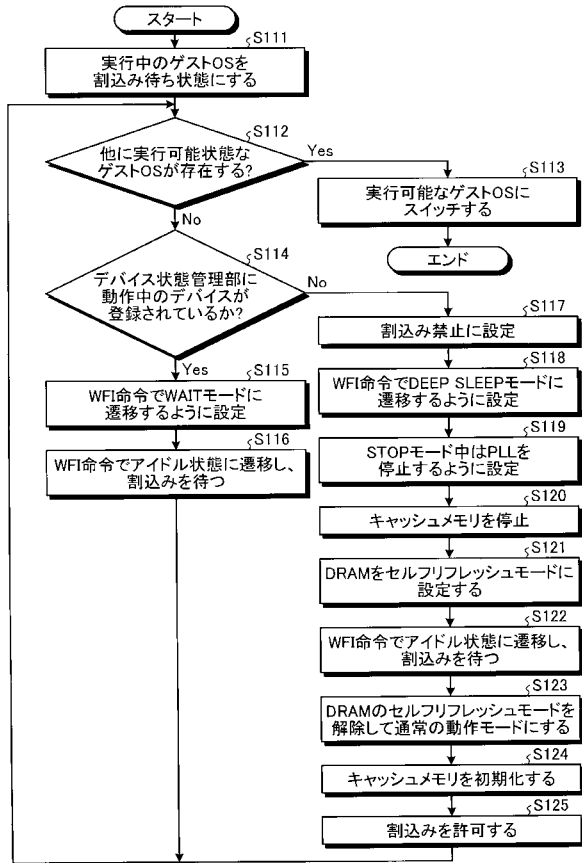 スタート
S111
実行中のゲストOSを
割込み待ち状態にする
S112
他に実行可能状態な
ゲストOSが存在する?
Yes
No
S113
実行可能なゲストOSに
スイッチする
エンド
S114
デバイス状態管理部に
動作中のデバイスが
登録されているか?
No
Yes
S115
WFI命令でWAITモードに
遷移するように設定
S116
WFI命令でアイドル状態に遷移し、
割込みを待つ
S117
割込み禁止に設定
S118
WFI命令でDEEP SLEEPモードに
遷移するように設定
S119
STOPモード中はPLLを
停止するように設定
S120
キャッシュメモリを停止
S121
DRAMをセルフリフレッシュモードに
設定する
S122
WFI命令でアイドル状態に遷移し、
割込みを待つ
S123
DRAMのセルフリフレッシュモードを
解除して通常の動作モードにする
S124
キャッシュメモリを初期化する
S125
割込みを許可する